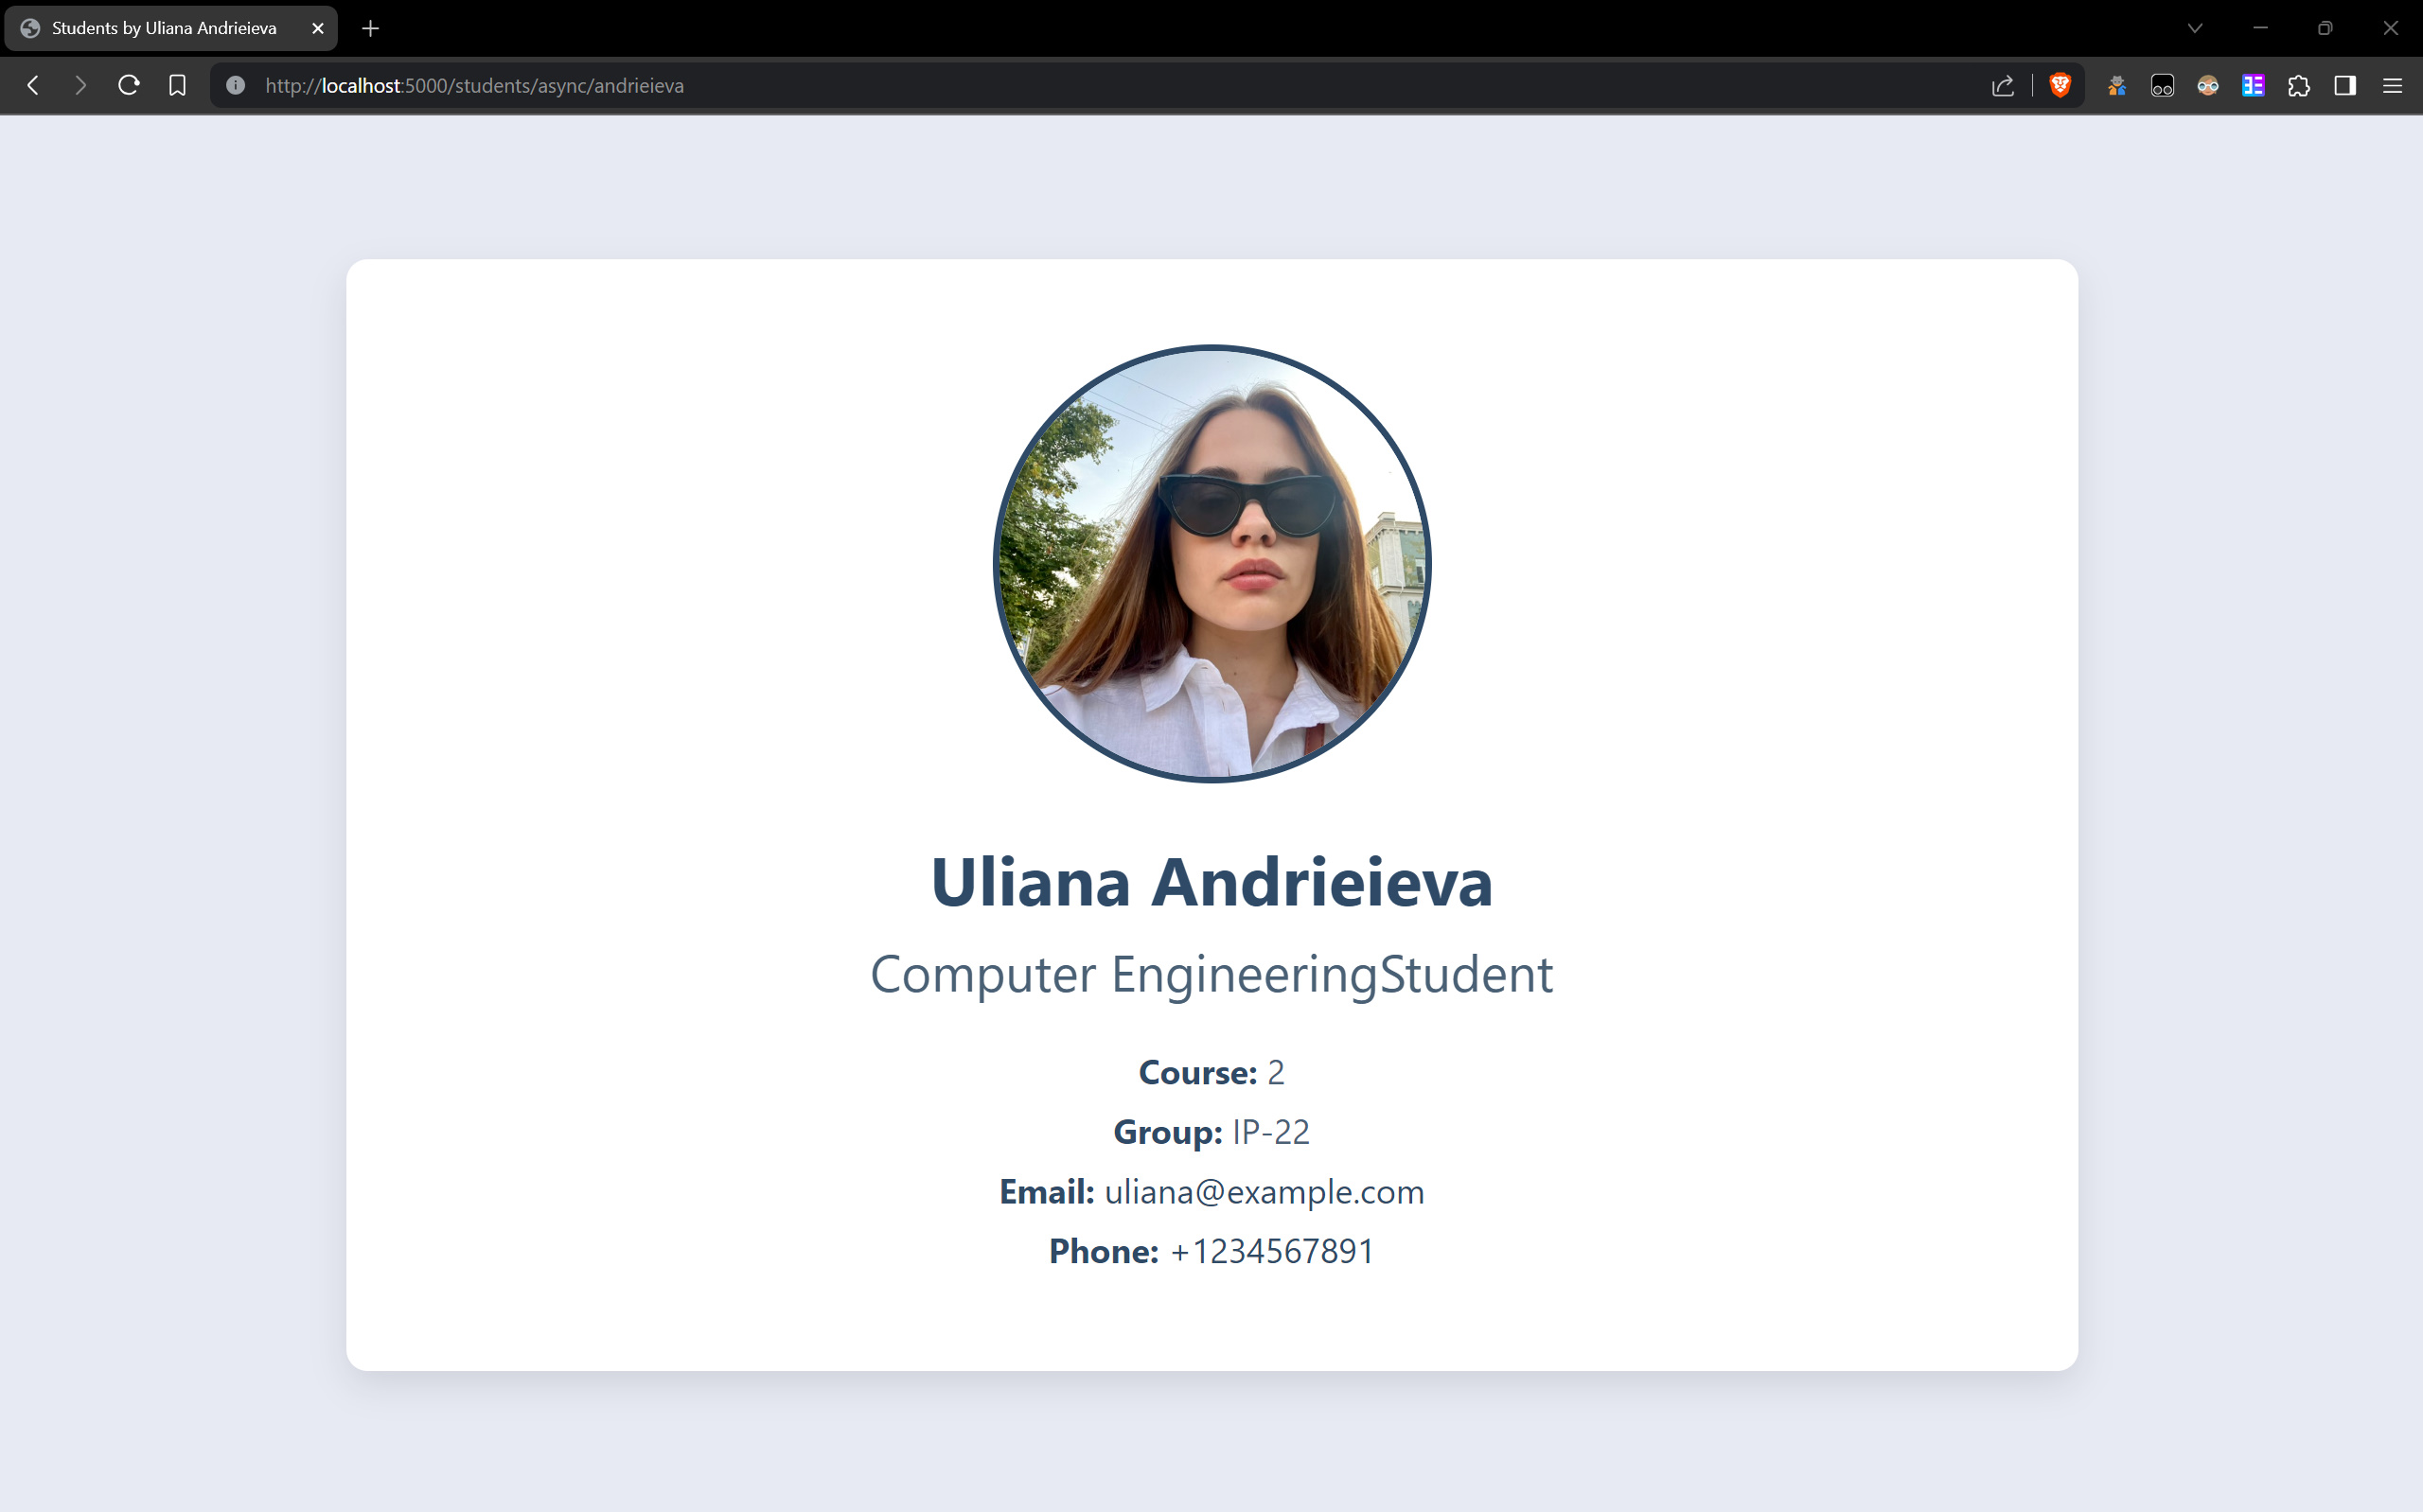 Students by Uliana Andrieieva
http://localhost:5000/students/async/andrieieva
Uliana Andrieieva
Computer EngineeringStudent
Course: 2
Group: IP-22
Email: uliana@example.com
Phone: +1234567891